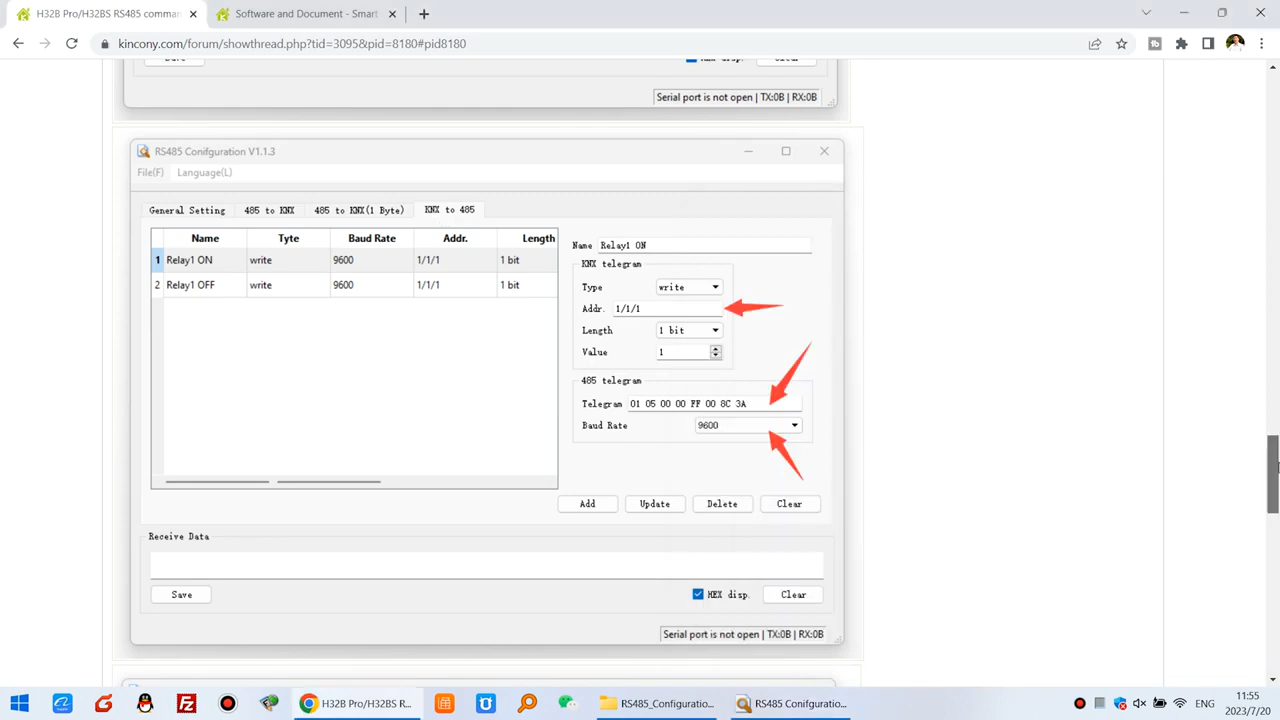 H32B Pro/H32BS RS485 comman
Software and Document - Smart
kincony.com/forum/showthread.php?tid=3095&pid=8180#pid8180
Clear
Serial port is not open | TX:0B | RX:0B
RS485 Conifguration V1.1.3
File(F) Language(L)
General Setting 485 to KNX 485 to KNX(1 Byte) KNX to 485
Name Tyte Baud Rate Addr. Length
1 Relay1 ON write 9600 1/1/1 1 bit
2 Relay1 OFF write 9600 1/1/1 1 bit
Name Relay1 ON
KNX telegram
Type write
Addr. 1/1/1
Length 1 bit
Value 1
485 telegram
Telegram 01 05 00 00 FF 00 8C 3A
Baud Rate 9600
Add Update Delete Clear
Receive Data
Save HEX disp. Clear
Serial port is not open | TX:0B | RX:0B
H32B Pro/H32BS R... RS485_Configuratio... RS485 Conifguratio... ENG
11:55
2023/7/20